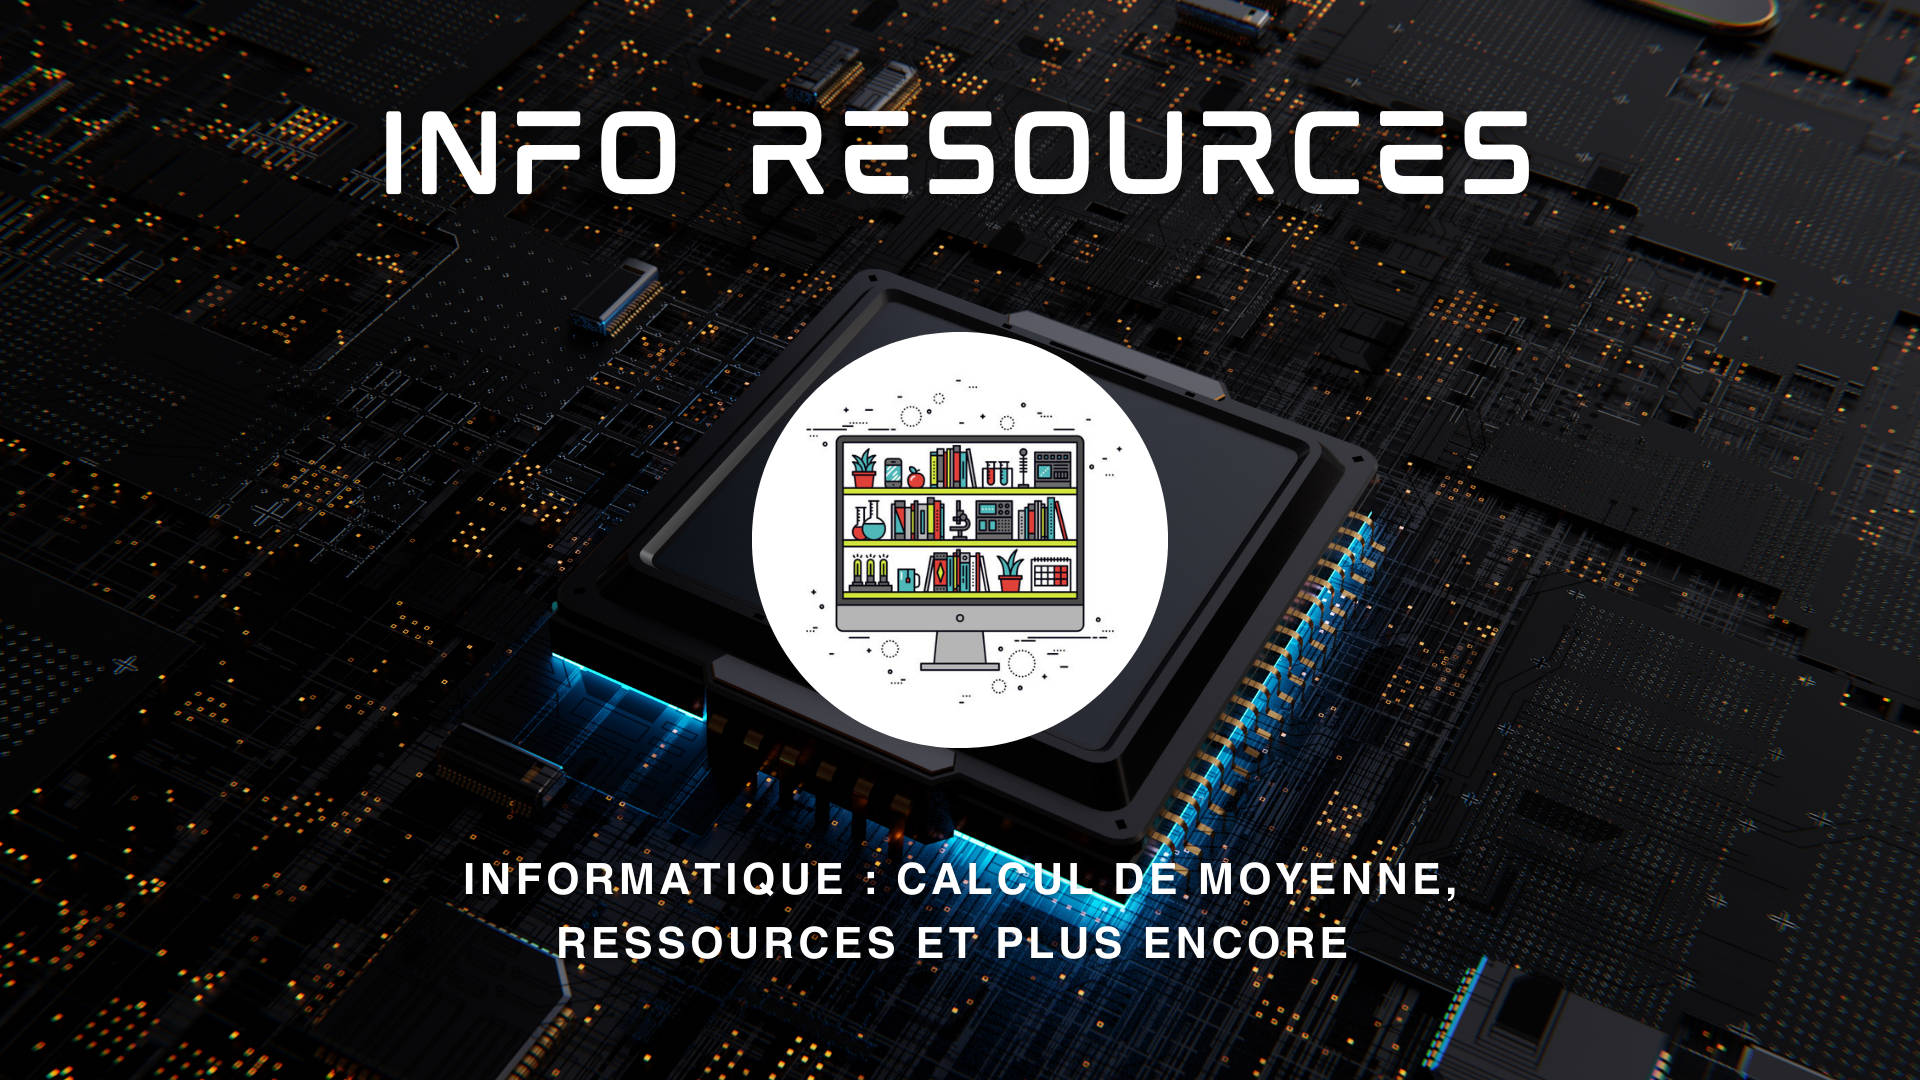 INFO RESOURCES
INFORMATIQUE : CALCUL DE MOYENNE,
RESSOURCES ET PLUS ENCORE